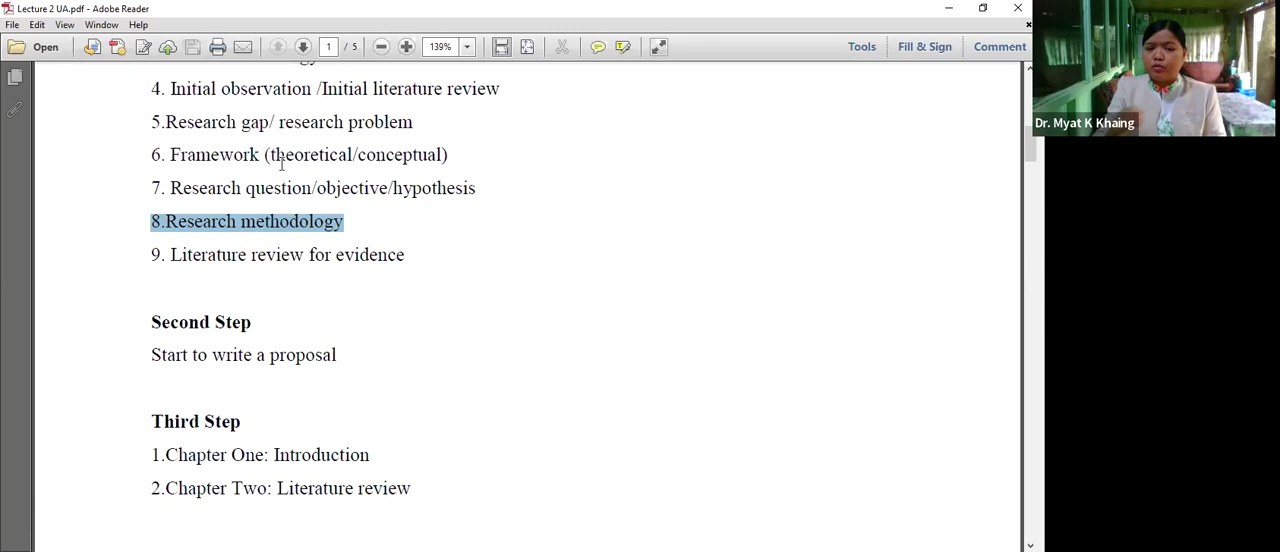 Lecture 2 UA.pdf - Adobe Reader
File Edit View Window Help
Open 1 / 5 139% Tools Fill & Sign Comment
4. Initial observation /Initial literature review
5.Research gap/ research problem
6. Framework (theoretical/conceptual)
7. Research question/objective/hypothesis
8.Research methodology
9. Literature review for evidence
Second Step
Start to write a proposal
Third Step
1.Chapter One: Introduction
2.Chapter Two: Literature review
Dr. Myat K Khaing